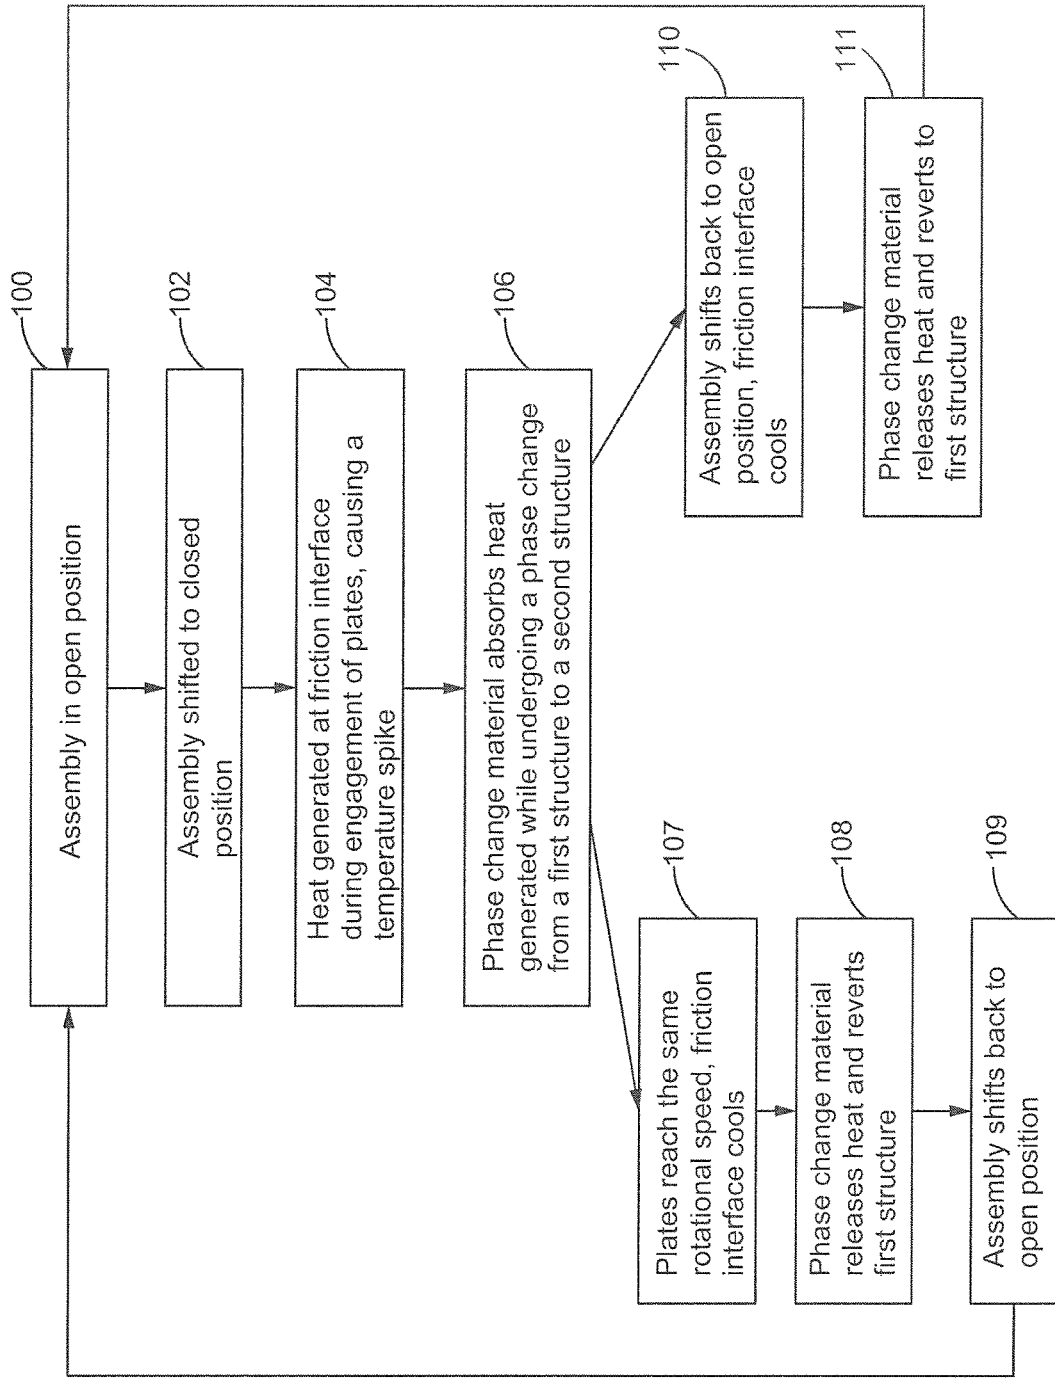 100
Assembly in open position
102
Assembly shifted to closed
position
104
Heat generated at friction interface
during engagement of plates, causing a
temperature spike
106
Phase change material absorbs heat
generated while undergoing a phase change
from a first structure to a second structure
107
Plates reach the same
rotational speed, friction
interface cools
108
Phase change material
releases heat and reverts
first structure
109
Assembly shifts back to
open position
110
Assembly shifts back to open
position, friction interface
cools
111
Phase change material
releases heat and reverts to
first structure